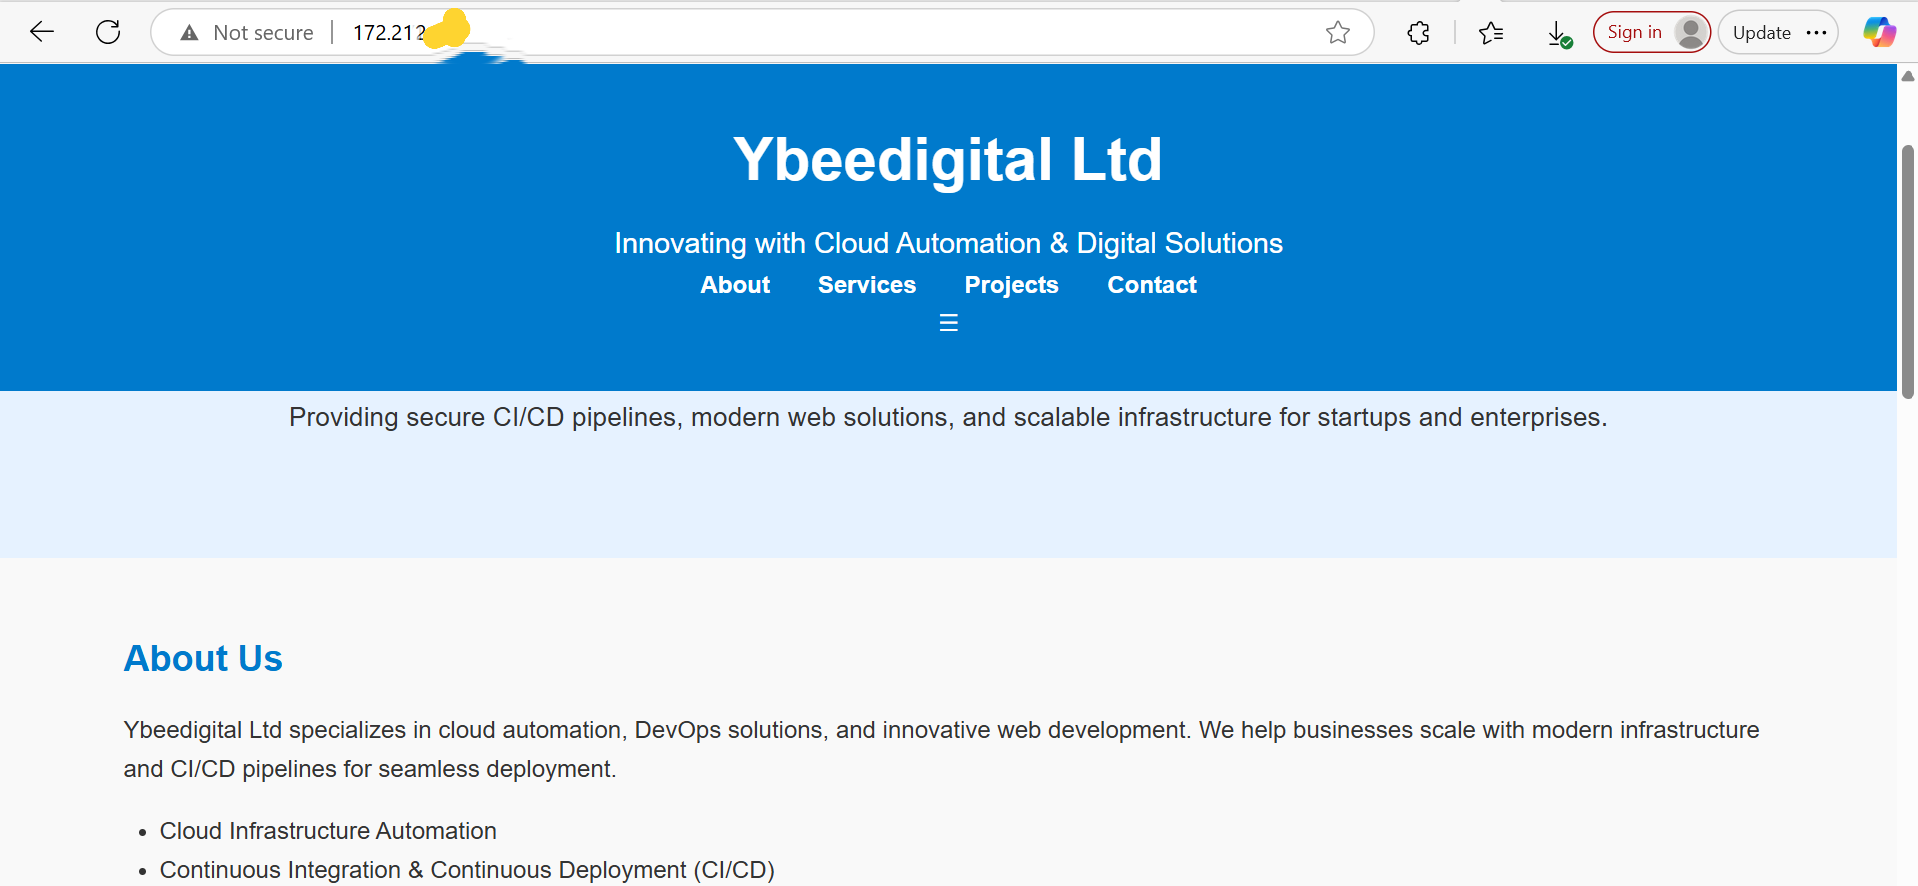 Not secure
172.212
Sign in
Update
Ybeedigital Ltd
Innovating with Cloud Automation & Digital Solutions
About Services Projects Contact
Providing secure CI/CD pipelines, modern web solutions, and scalable infrastructure for startups and enterprises.
About Us
Ybeedigital Ltd specializes in cloud automation, DevOps solutions, and innovative web development. We help businesses scale with modern infrastructure
and CI/CD pipelines for seamless deployment.
• Cloud Infrastructure Automation
• Continuous Integration & Continuous Deployment (CI/CD)